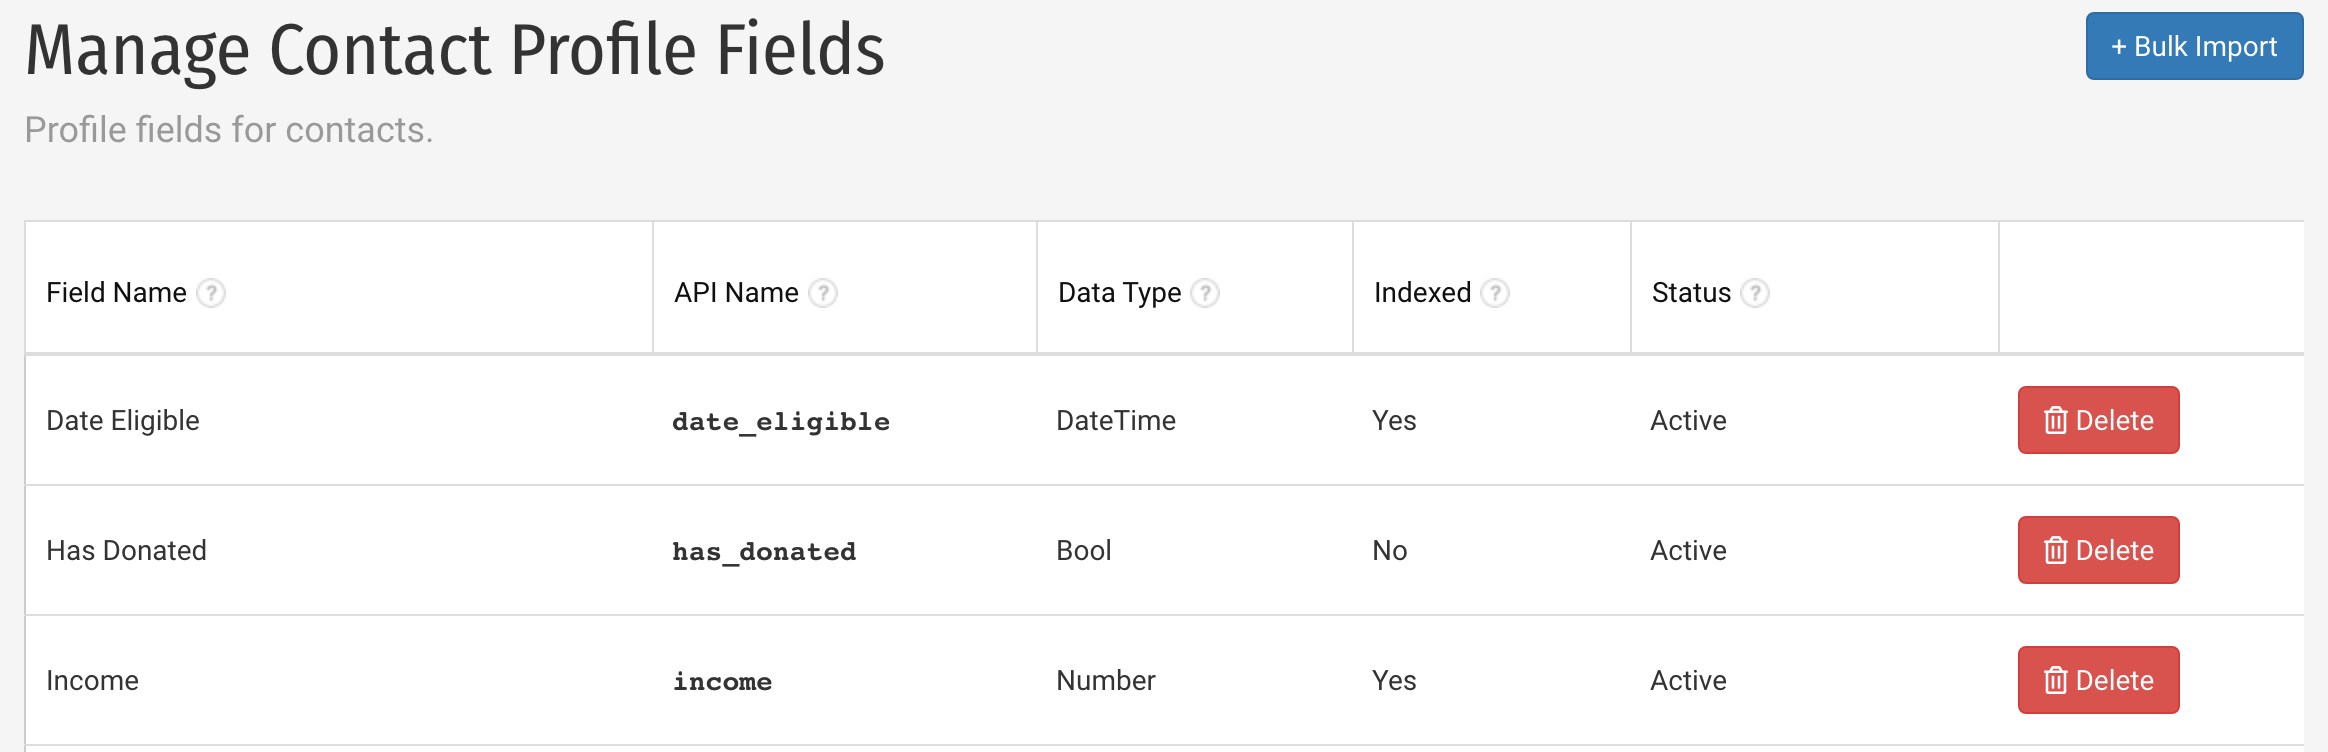 Manage Contact Profile Fields
+ Bulk Import
Profile fields for contacts.
Field Name ? API Name ? Data Type ? Indexed ? Status ?
Date Eligible date_eligible DateTime Yes Active Delete
Has Donated has_donated Bool No Active Delete
Income income Number Yes Active Delete